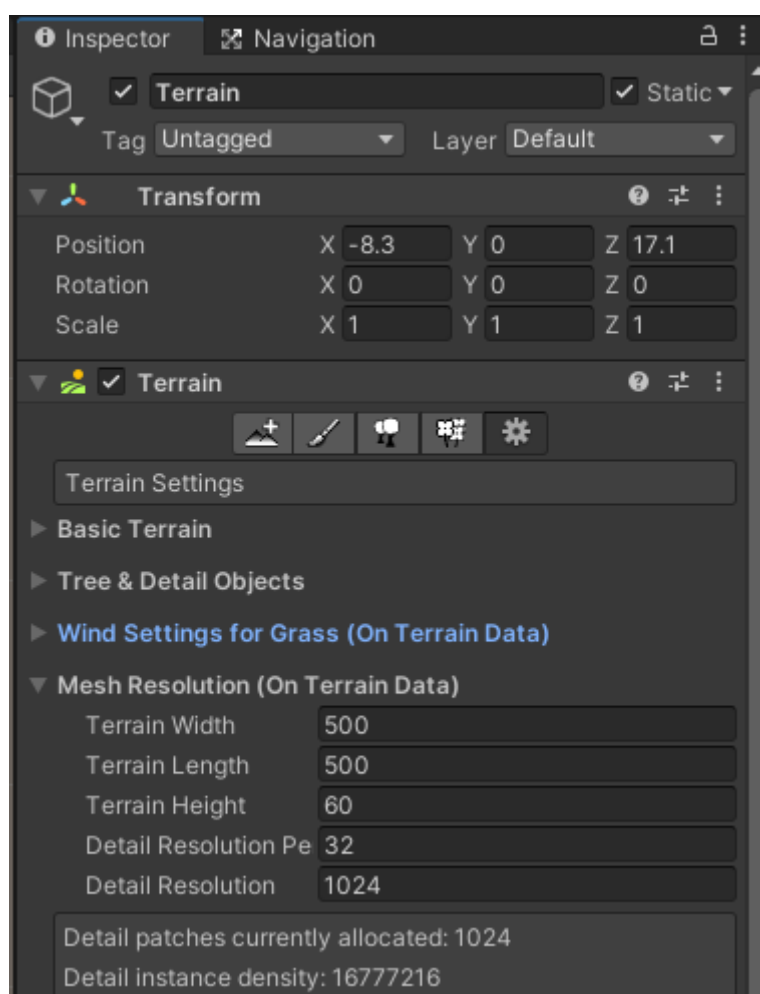 Inspector Navigation
Terrain Static
Tag Untagged Layer Default
Transform
Position X -8.3 Y 0 Z 17.1
Rotation X 0 Y 0 Z 0
Scale X 1 Y 1 Z 1
Terrain
Terrain Settings
Basic Terrain
Tree & Detail Objects
Wind Settings for Grass (On Terrain Data)
Mesh Resolution (On Terrain Data)
Terrain Width 500
Terrain Length 500
Terrain Height 60
Detail Resolution Pe 32
Detail Resolution 1024
Detail patches currently allocated: 1024
Detail instance density: 16777216